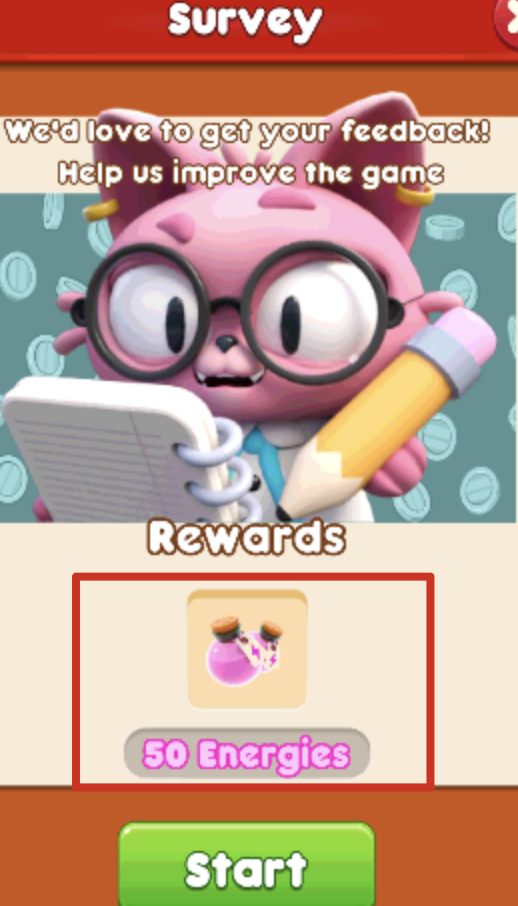 Survey
We'd love to get your feedback!
Help us improve the game
Rewards
50 Energies
Start